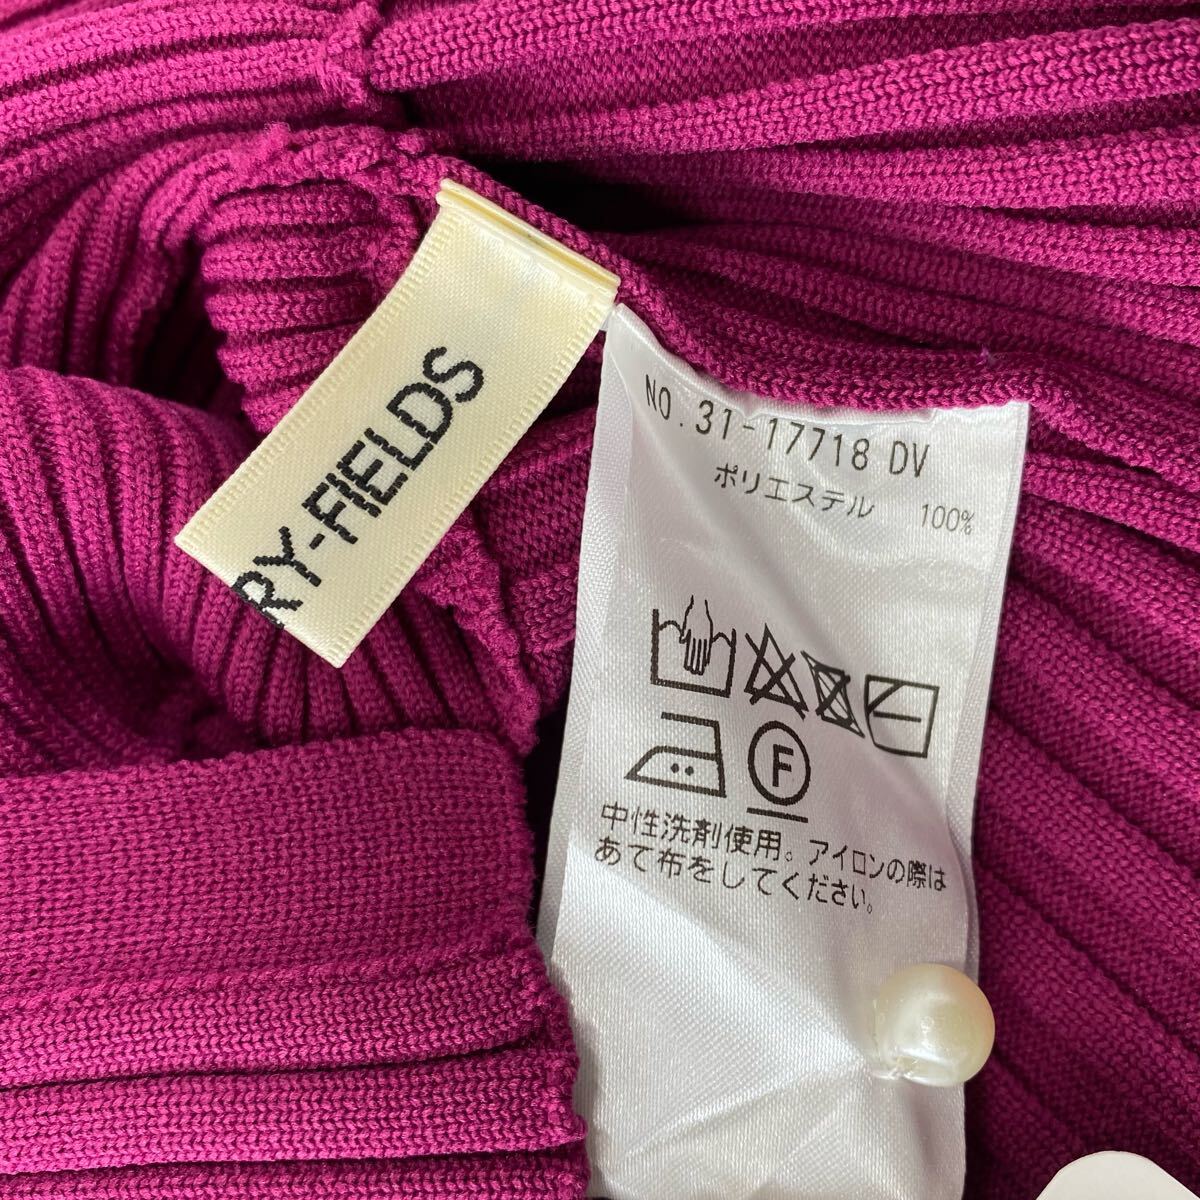 RY-FIELDS
NO.31-17718 DV
ポリエステル 100%
F
中性洗剤使用。アイロンの際は
あて布をしてください。